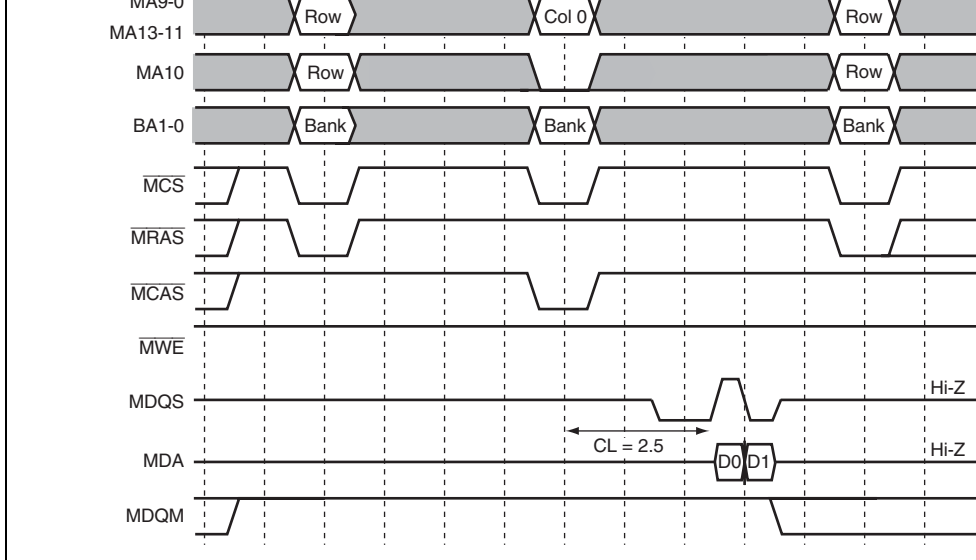 MA9-0
MA13-11
Row
Col 0
Row
MA10
Row
Row
BA1-0
Bank
Bank
Bank
MCS
MRAS
MCAS
MWE
MDQS
Hi-Z
CL = 2.5
MDA
D0
D1
Hi-Z
MDQM